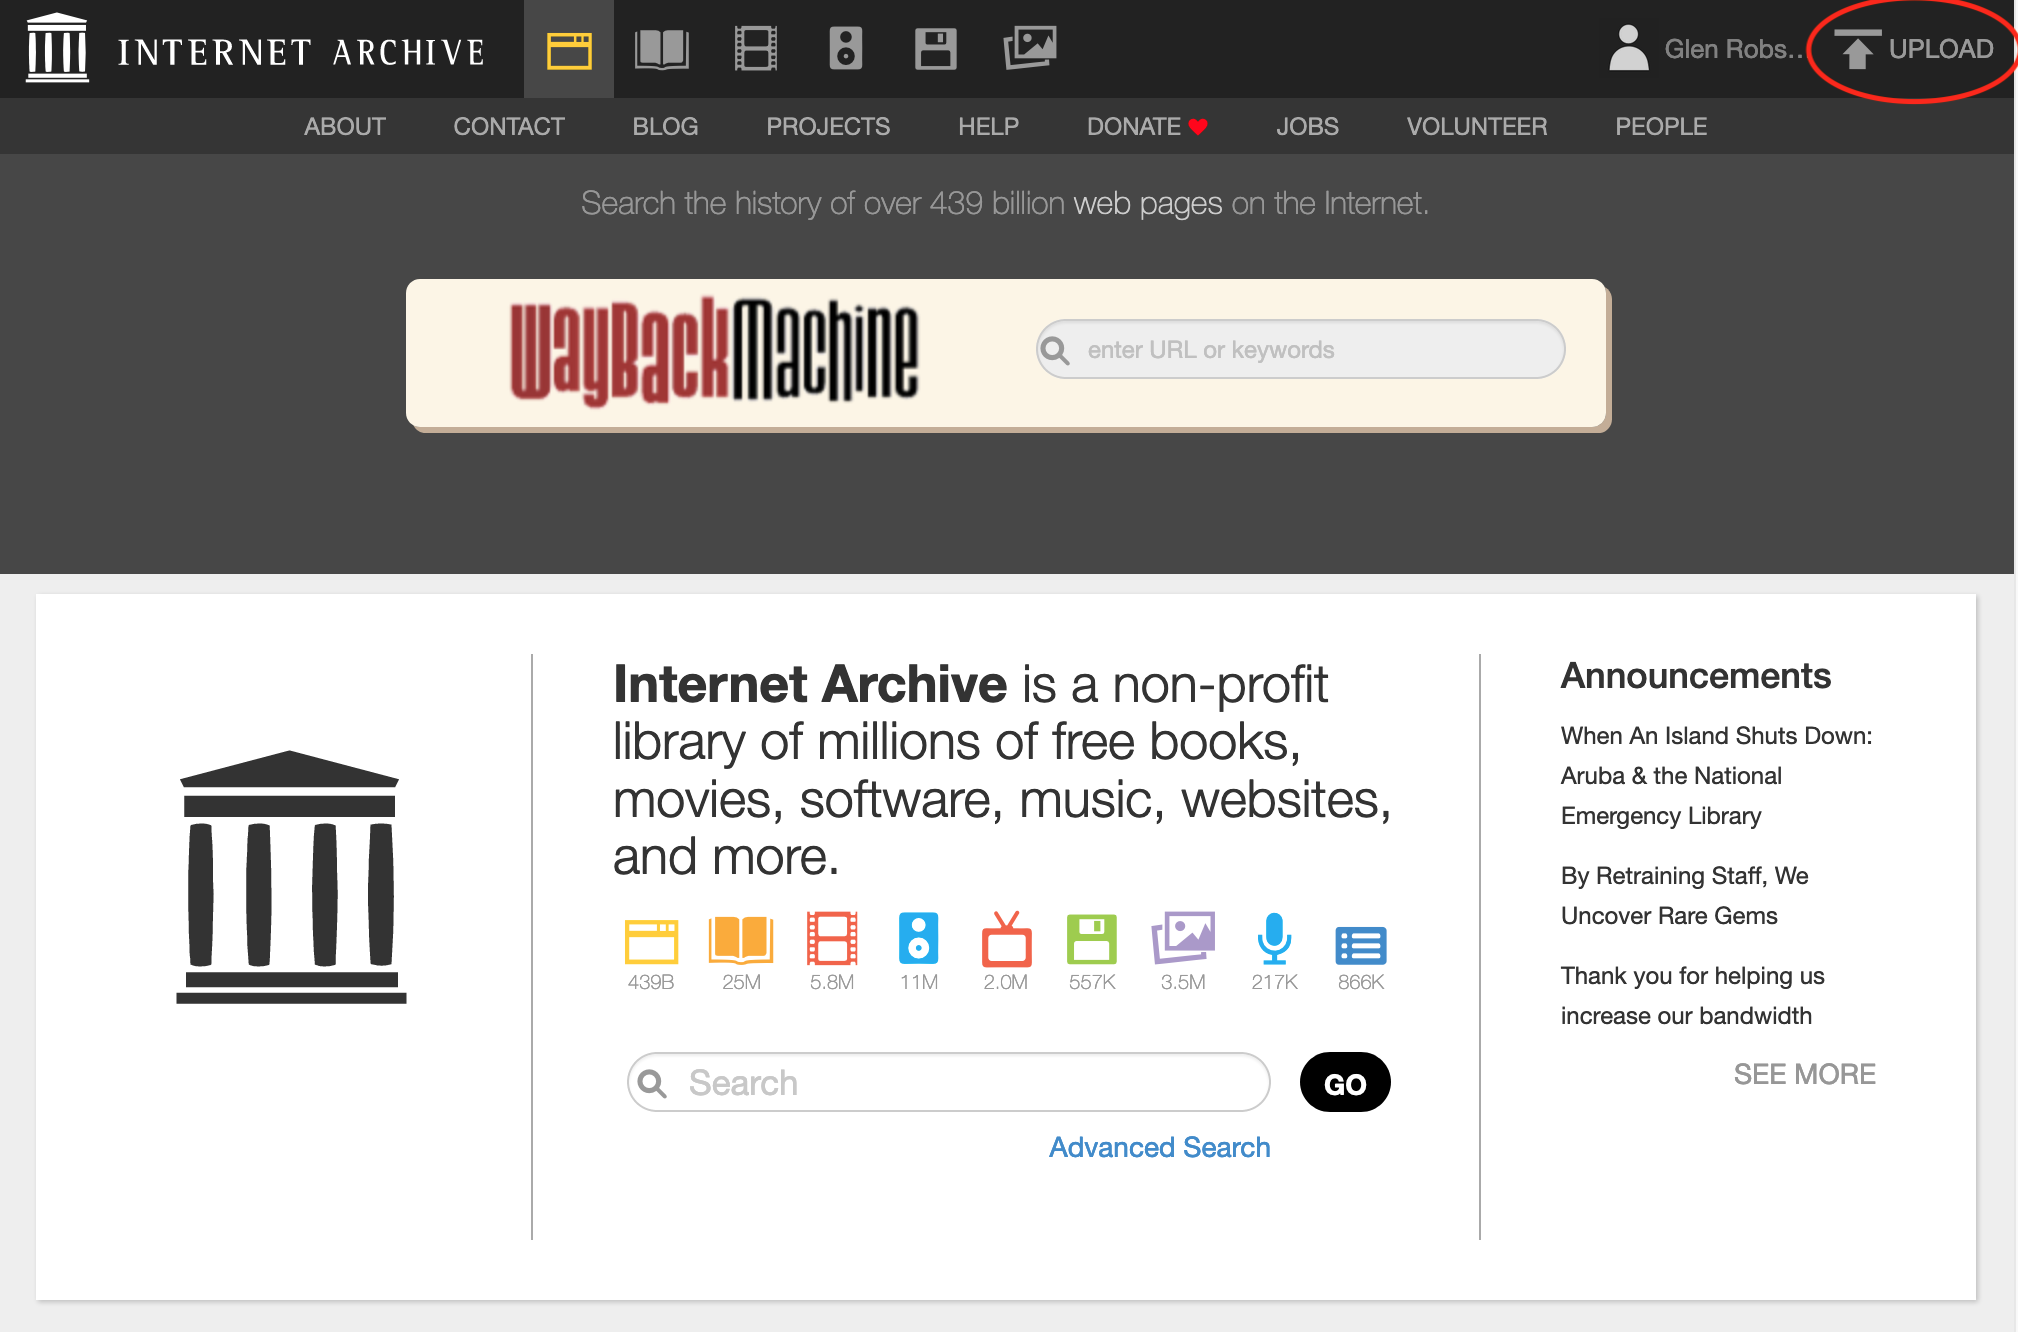 INTERNET ARCHIVE
Glen Robs...
UPLOAD
ABOUT CONTACT BLOG PROJECTS HELP DONATE JOBS VOLUNTEER PEOPLE
Search the history of over 439 billion web pages on the Internet.
WayBackMachine
enter URL or keywords
Internet Archive is a non-profit
library of millions of free books,
movies, software, music, websites,
and more.
439B 25M 5.8M 11M 2.0M 557K 3.5M 217K 866K
Search
GO
Advanced Search
Announcements
When An Island Shuts Down:
Aruba & the National
Emergency Library
By Retraining Staff, We
Uncover Rare Gems
Thank you for helping us
increase our bandwidth
SEE MORE